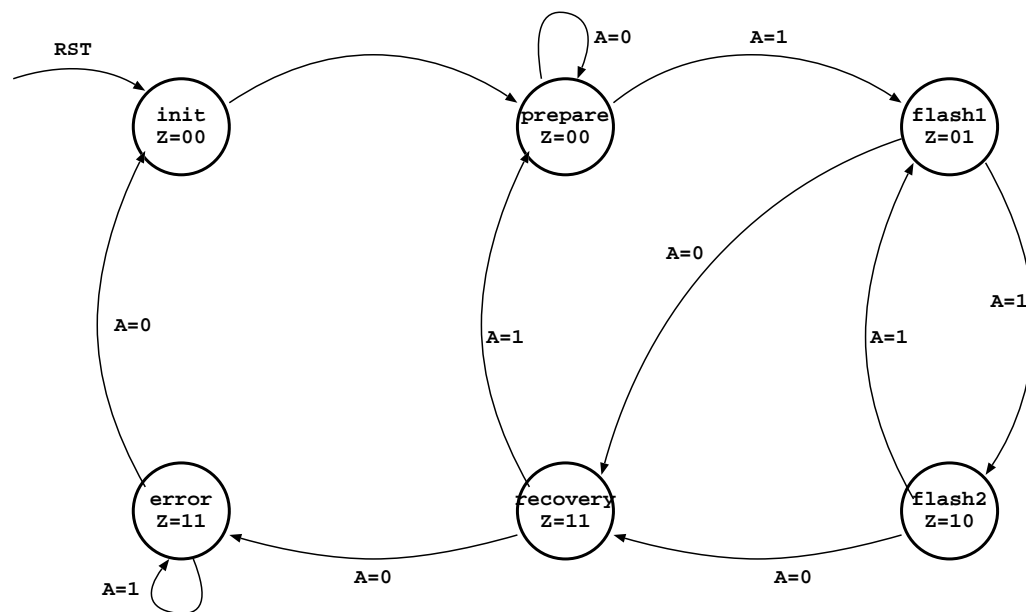 RST
A=0
A=1
init
Z=00
prepare
Z=00
flash1
Z=01
A=0
A=1
A=0
A=1
A=1
error
Z=11
recovery
Z=11
flash2
Z=10
A=1
A=0
A=0